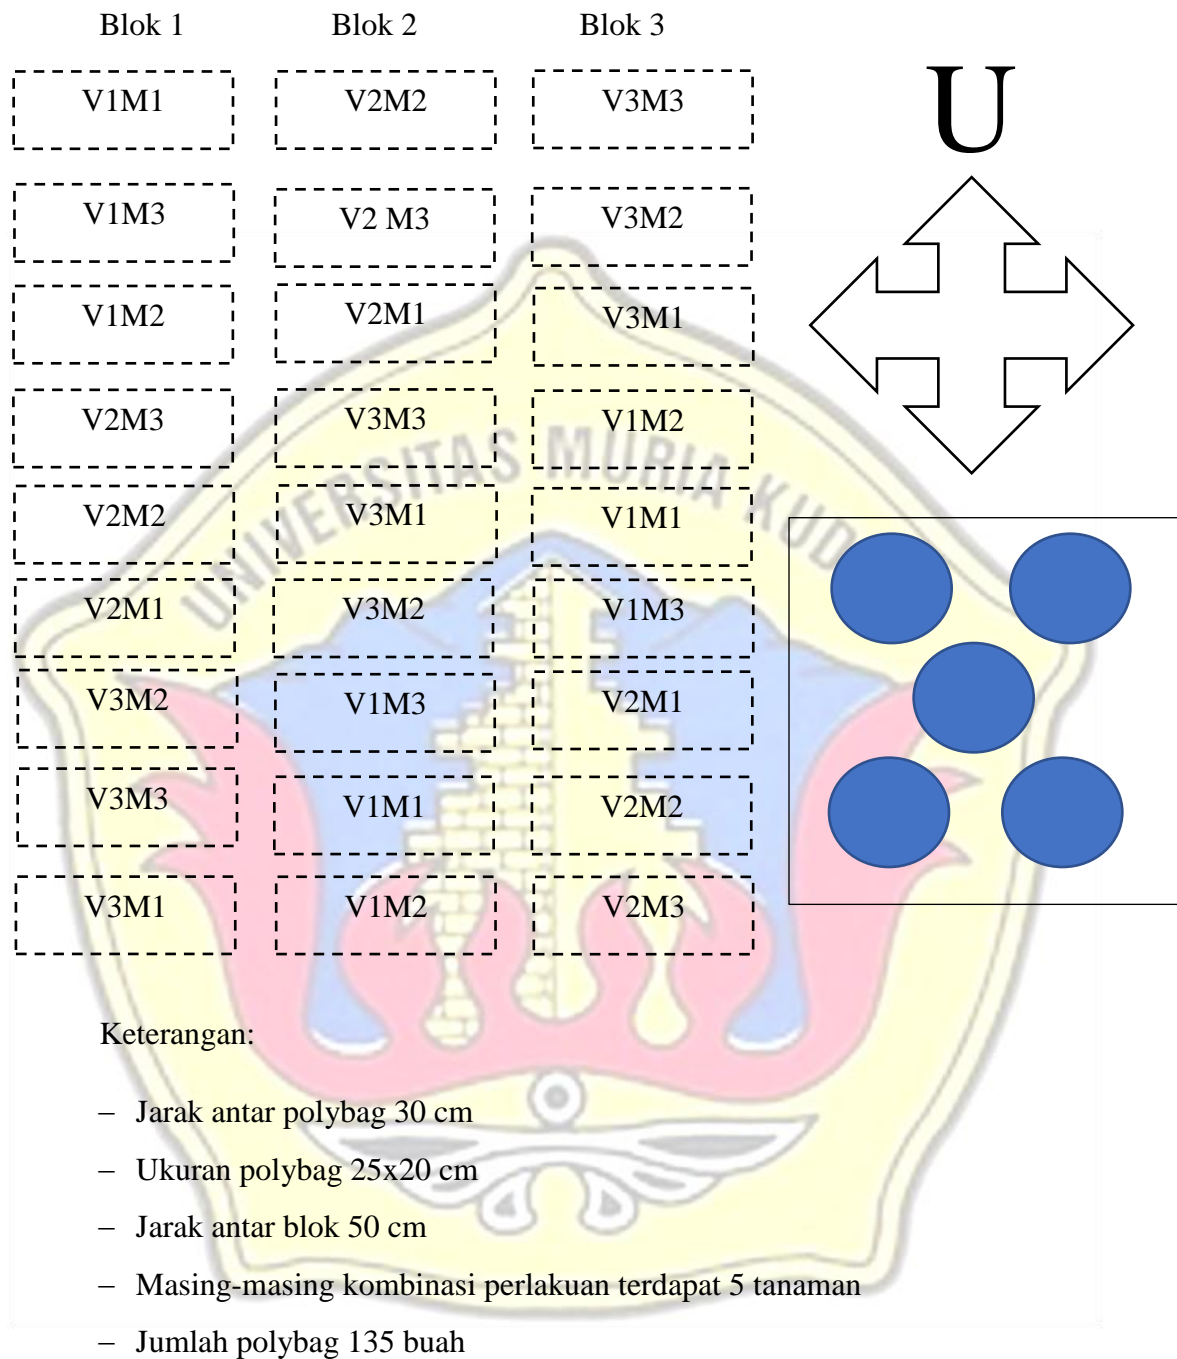 Blok 1 Blok 2 Blok 3
U
V1M1 V2M2 V3M3
V1M3 V2 M3 V3M2
V1M2 V2M1 V3M1
V2M3 V3M3 V1M2
V2M2 V3M1 V1M1
V2M1 V3M2 V1M3
V3M2 V1M3 V2M1
V3M3 V1M1 V2M2
V3M1 V1M2 V2M3
UNIVERSITAS MURIA KUD
Keterangan:
– Jarak antar polybag 30 cm
– Ukuran polybag 25x20 cm
– Jarak antar blok 50 cm
– Masing-masing kombinasi perlakuan terdapat 5 tanaman
– Jumlah polybag 135 buah